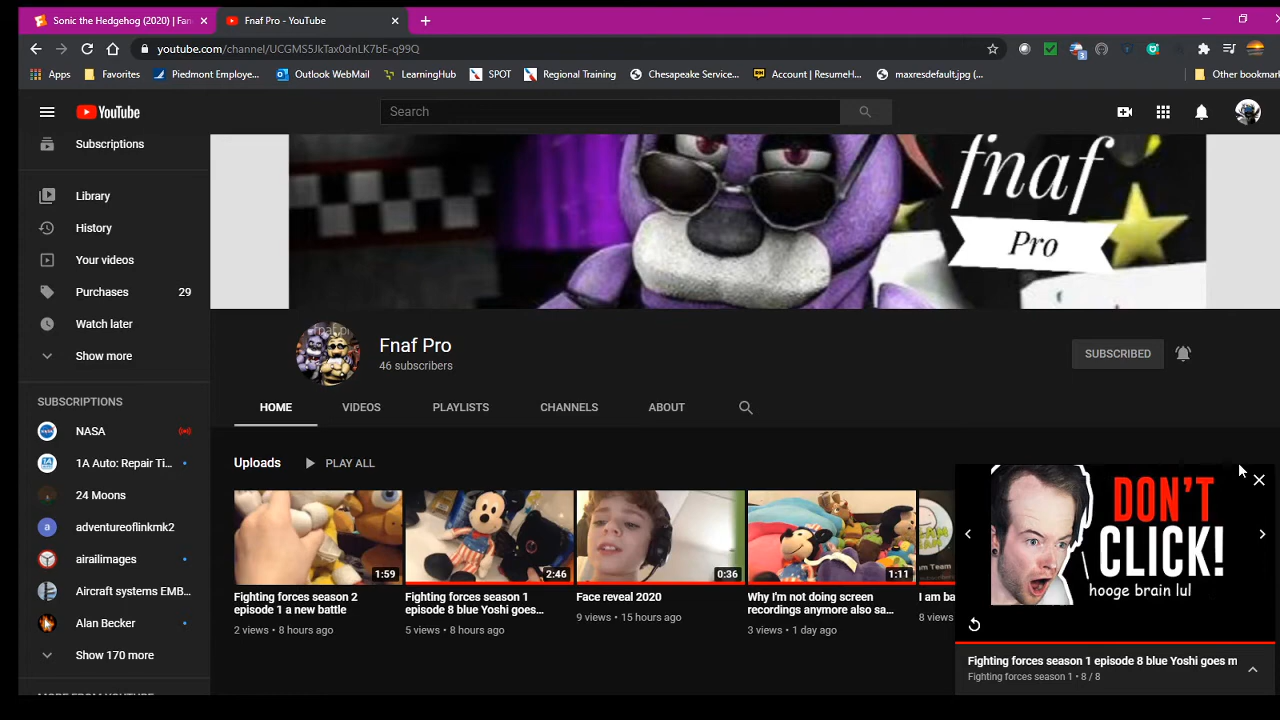 Sonic the Hedgehog (2020) | Fan
Fnaf Pro - YouTube
youtube.com/channel/UCGMS5JkTax0dnLK7bE-q99Q
Apps
Favorites
Piedmont Employe...
Outlook WebMail
LearningHub
SPOT
Regional Training
Chesapeake Service...
Account | ResumeH...
maxresdefault.jpg (...
Other bookmar
YouTube
Search
Subscriptions
Library
History
Your videos
Purchases 29
Watch later
Show more
SUBSCRIPTIONS
NASA
1A Auto: Repair Ti...
24 Moons
adventureoflinkmk2
airailimages
Aircraft systems EMB...
Alan Becker
Show 170 more
fnaf
Pro
Fnaf Pro
46 subscribers
SUBSCRIBED
HOME
VIDEOS
PLAYLISTS
CHANNELS
ABOUT
Uploads
PLAY ALL
1:59
Fighting forces season 2
episode 1 a new battle
2 views • 8 hours ago
2:46
Fighting forces season 1
episode 8 blue Yoshi goes...
5 views • 8 hours ago
0:36
Face reveal 2020
9 views • 15 hours ago
1:11
Why I'm not doing screen
recordings anymore also sa...
3 views • 1 day ago
am Team
I am ba
8 views
DON'T
CLICK!
hooge brain lul
Fighting forces season 1 episode 8 blue Yoshi goes m
Fighting forces season 1 • 8 / 8